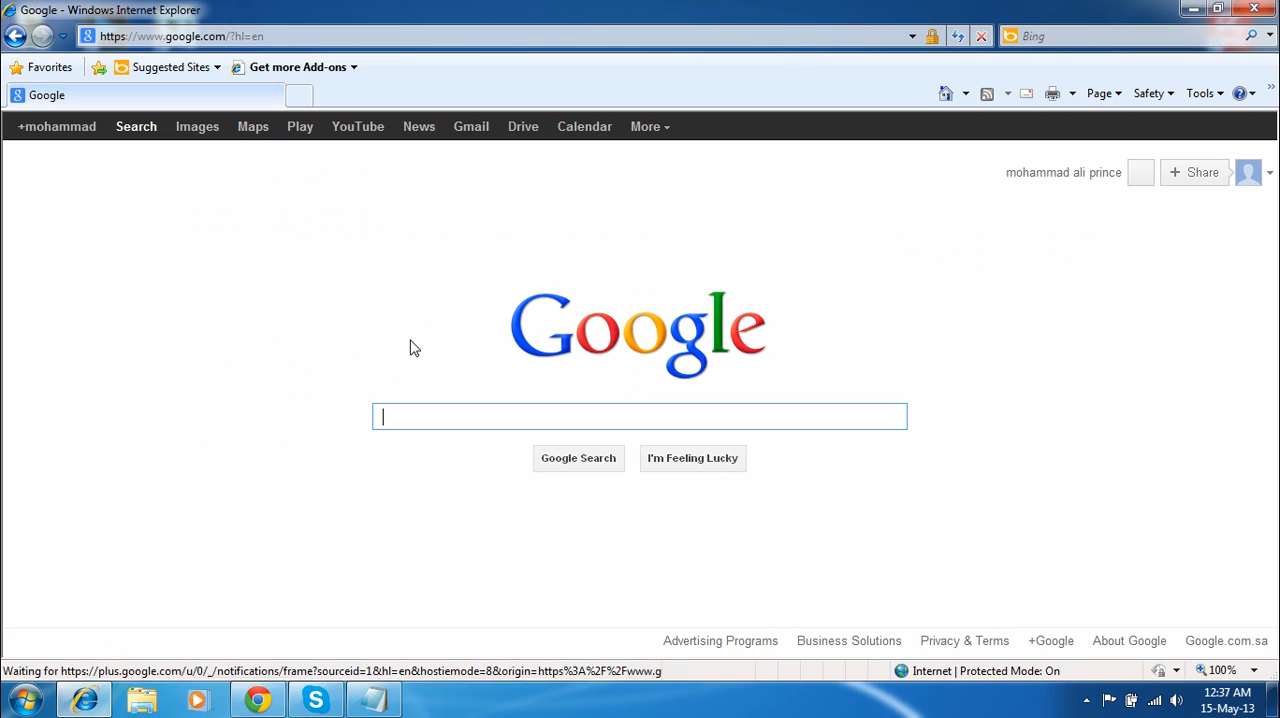 Google - Windows Internet Explorer
https://www.google.com/?hl=en
Bing
Favorites Suggested Sites Get more Add-ons
Google
Page Safety Tools
+mohammad Search Images Maps Play YouTube News Gmail Drive Calendar More
mohammad ali prince + Share
Google
Google Search I'm Feeling Lucky
Advertising Programs Business Solutions Privacy & Terms +Google About Google Google.com.sa
Waiting for https://plus.google.com/u/0/_/notifications/frame?sourceid=1&hl=en&hostiemode=8&origin=https%3A%2F%2Fwww.g Internet | Protected Mode: On 100%
12:37 AM
15-May-13